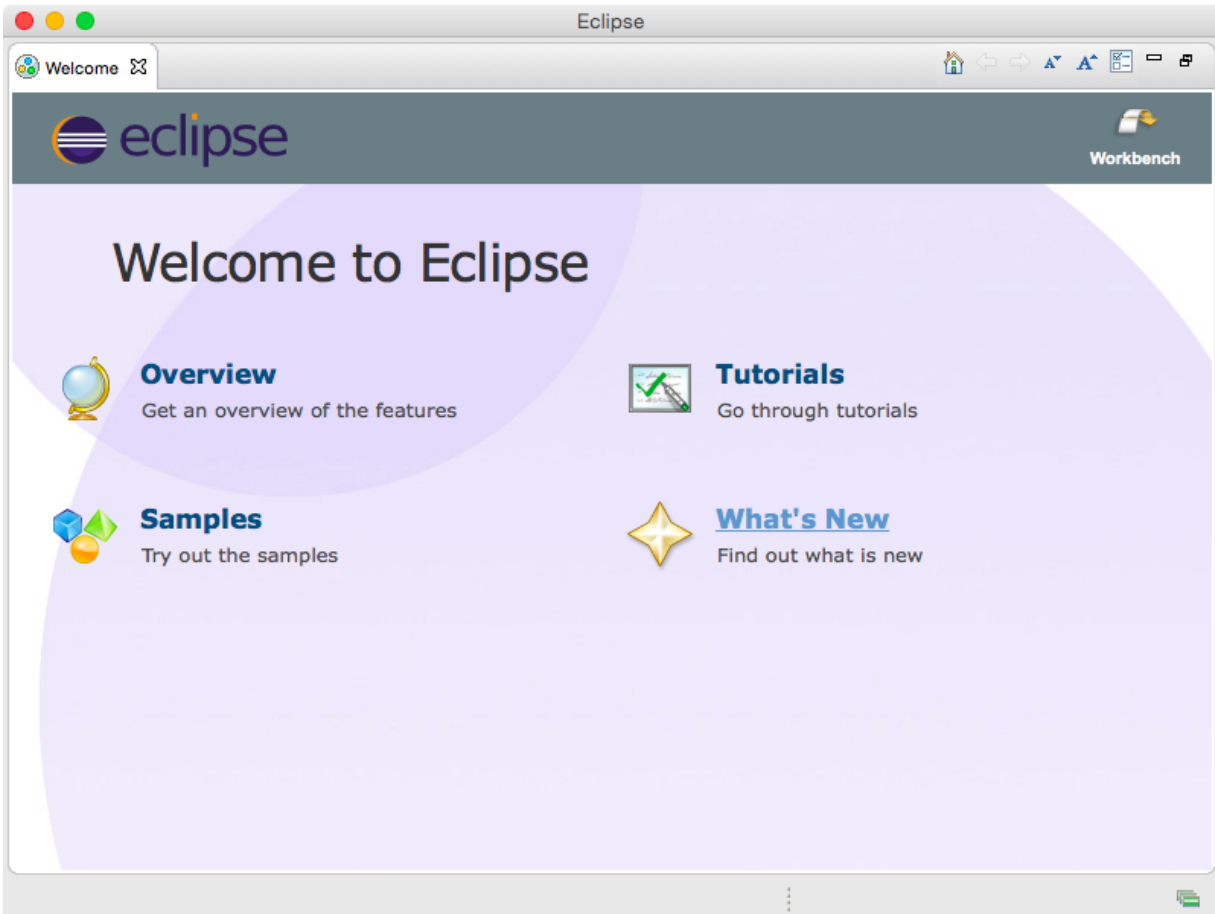 Eclipse
Welcome
A A
eclipse
Workbench
Welcome to Eclipse
Overview
Get an overview of the features
Tutorials
Go through tutorials
Samples
Try out the samples
What's New
Find out what is new